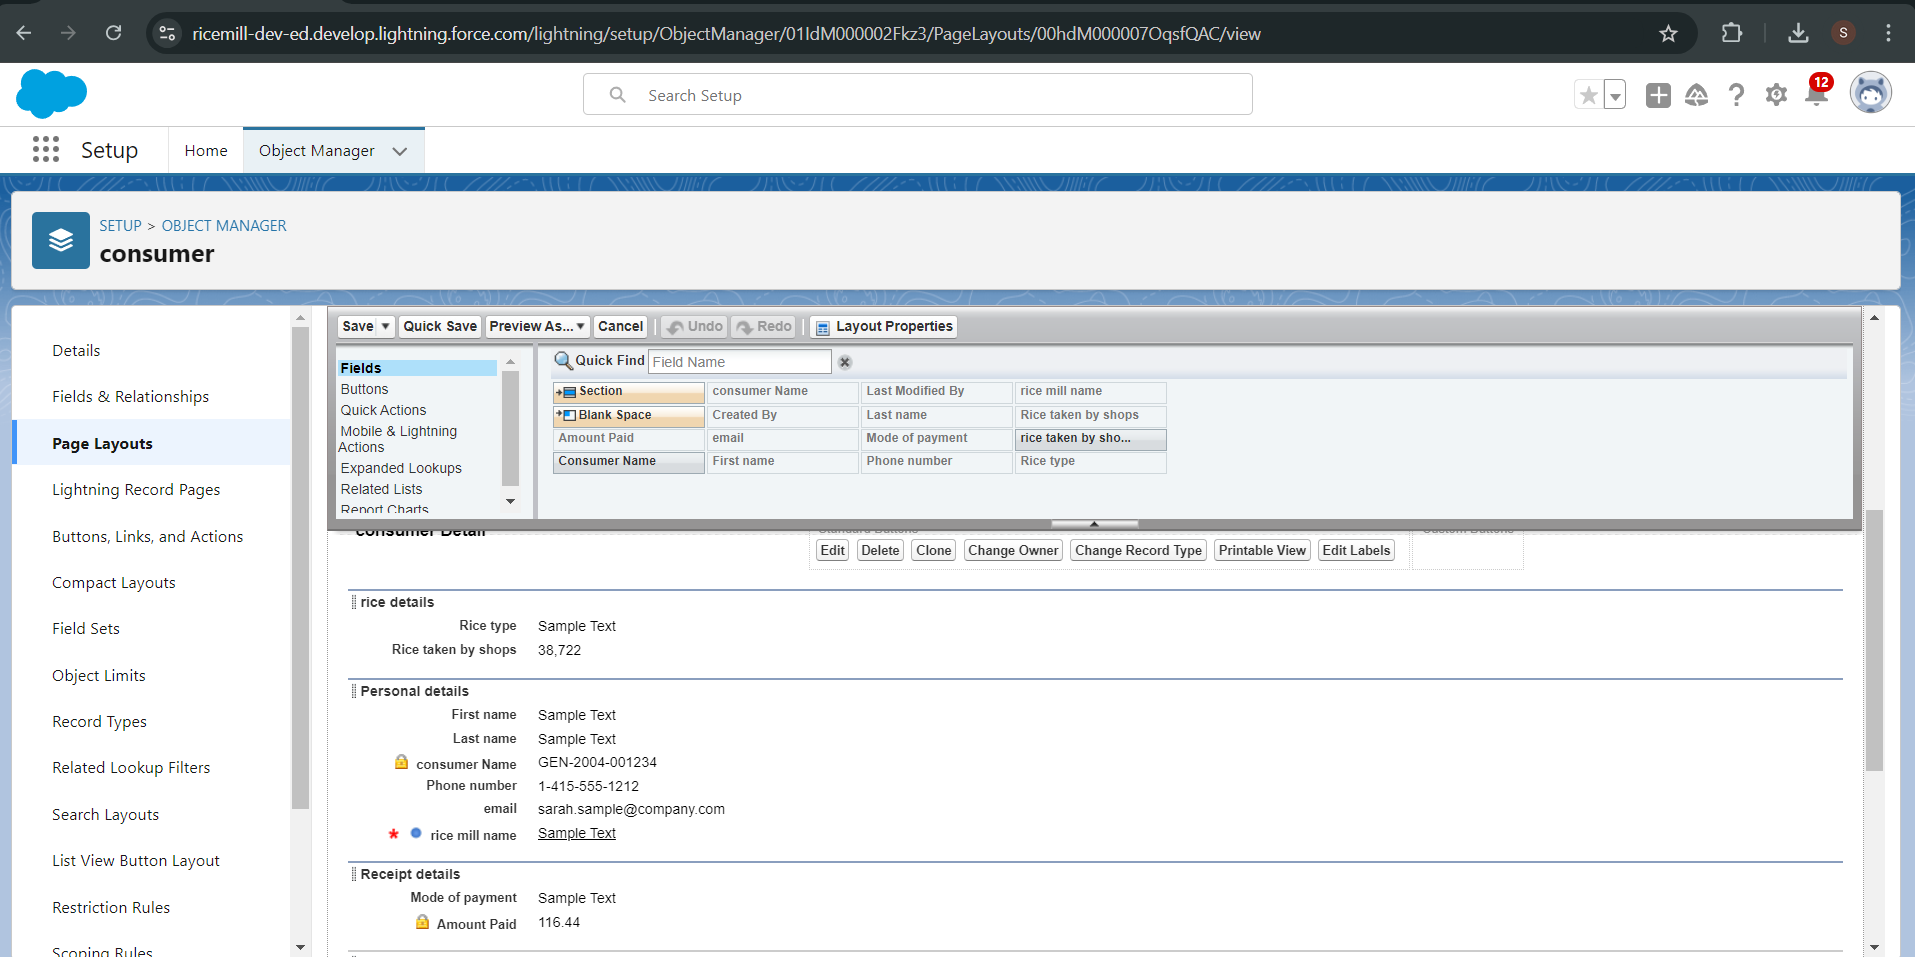 ricemill-dev-ed.develop.lightning.force.com/lightning/setup/ObjectManager/01IdM000002Fkz3/PageLayouts/00hdM000007OqsfQAC/view
S
Search Setup
12
Setup
Home
Object Manager
SETUP > OBJECT MANAGER
consumer
Details
Fields & Relationships
Page Layouts
Lightning Record Pages
Buttons, Links, and Actions
Compact Layouts
Field Sets
Object Limits
Record Types
Related Lookup Filters
Search Layouts
List View Button Layout
Restriction Rules
Scoping Rules
Save Quick Save Preview As... Cancel Undo Redo Layout Properties
Fields
Buttons
Quick Actions
Mobile & Lightning
Actions
Expanded Lookups
Related Lists
Report Charts
Quick Find Field Name
Section consumer Name Last Modified By rice mill name
Blank Space Created By Last name Rice taken by shops
Amount Paid email Mode of payment rice taken by sho...
Consumer Name First name Phone number Rice type
consumer Detail
Standard Buttons
Custom Buttons
Edit Delete Clone Change Owner Change Record Type Printable View Edit Labels
rice details
Rice type Sample Text
Rice taken by shops 38,722
Personal details
First name Sample Text
Last name Sample Text
consumer Name GEN-2004-001234
Phone number 1-415-555-1212
email sarah.sample@company.com
* rice mill name Sample Text
Receipt details
Mode of payment Sample Text
Amount Paid 116.44